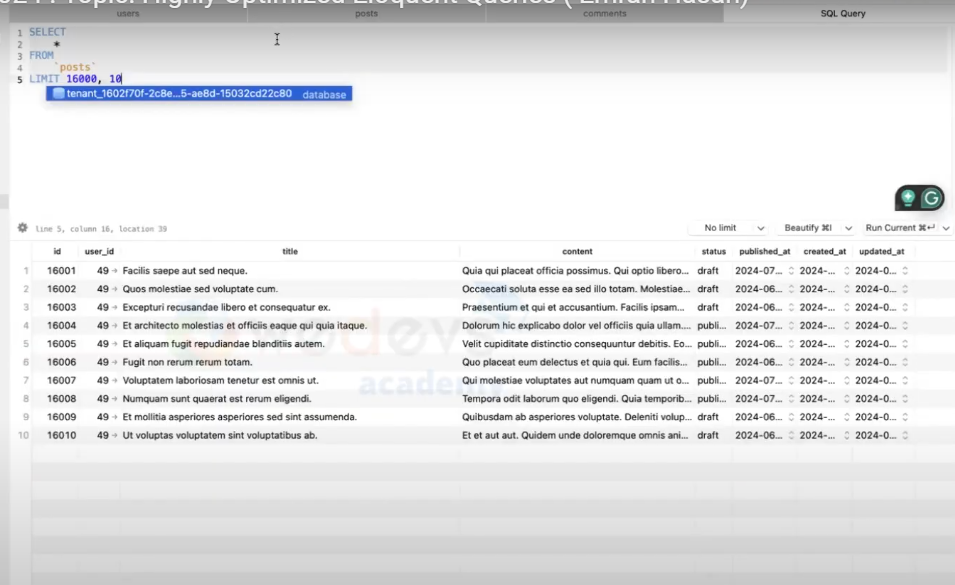 Topic: Highly Optimized Eloquent Queries ( Emran Hasan)
users posts comments SQL Query
1 SELECT
2 *
3 FROM
4 `posts`
5 LIMIT 16000, 10
tenant_1602f70f-2c8e...5-ae8d-15032cd22c80 database
line 5, column 16, location 39 No limit Beautify ⌘I Run Current ⌘↵
id user_id title content status published_at created_at updated_at
1 16001 49 → Facilis saepe aut sed neque. Quia qui placeat officia possimus. Qui optio libero... draft 2024-07... 2024-... 2024-0...
2 16002 49 → Quos molestiae sed voluptate cum. Occaecati soluta esse ea sed illo totam. Molestiae... draft 2024-06... 2024-... 2024-0...
3 16003 49 → Excepturi recusandae libero et consequatur ex. Praesentium et qui et accusantium. Facilis ipsam... draft 2024-06... 2024-... 2024-0...
4 16004 49 → Et architecto molestias et officiis eaque qui quia itaque. Dolorum hic explicabo dolor vel officiis quia ullam... publi... 2024-07... 2024-... 2024-0...
5 16005 49 → Et aliquam fugit repudiandae blanditiis autem. Velit cupiditate distinctio consequuntur debitis. Eo... publi... 2024-06... 2024-... 2024-0...
6 16006 49 → Fugit non rerum rerum totam. Quo placeat eum delectus et quia qui. Eum facilis... publi... 2024-06... 2024-... 2024-0...
7 16007 49 → Voluptatem laboriosam tenetur est omnis ut. Qui molestiae voluptates aut numquam quam ut o... publi... 2024-07... 2024-... 2024-0...
8 16008 49 → Numquam sunt quaerat est rerum eligendi. Tempora odit laborum quo eligendi. Quia temporib... publi... 2024-07... 2024-... 2024-0...
9 16009 49 → Et mollitia asperiores asperiores sed sint assumenda. Quibusdam ab asperiores voluptate. Deleniti volup... draft 2024-06... 2024-... 2024-0...
10 16010 49 → Ut voluptas voluptatem sint voluptatibus ab. Et et aut aut. Quidem unde doloremque omnis ani... draft 2024-06... 2024-... 2024-0...
academy